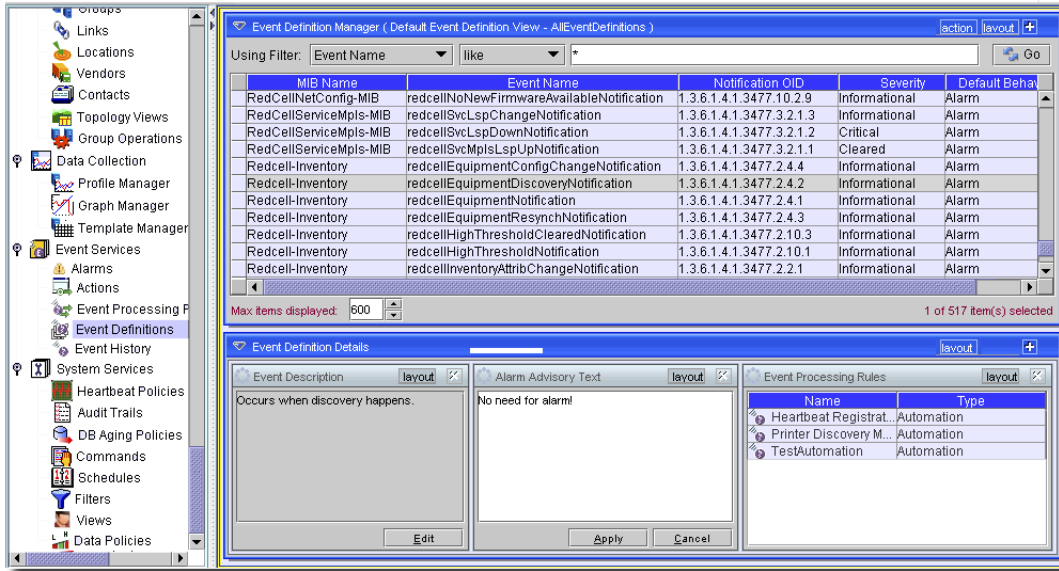 Groups
Links
Locations
Vendors
Contacts
Topology Views
Group Operations
Data Collection
Profile Manager
Graph Manager
Template Manager
Event Services
Alarms
Actions
Event Processing
Event Definitions
Event History
System Services
Heartbeat Policies
Audit Trails
DB Aging Policies
Commands
Schedules
Filters
Views
Data Policies
Event Definition Manager ( Default Event Definition View - AllEventDefinitions ) action layout
Using Filter: Event Name like * Go
MIB Name Event Name Notification OID Severity Default Behav
RedCellNetConfig-MIB redcellNoNewFirmwareAvailableNotification 1.3.6.1.4.1.3477.10.2.9 Informational Alarm
RedCellServiceMpls-MIB redcellSvcLspChangeNotification 1.3.6.1.4.1.3477.3.2.1.3 Informational Alarm
RedCellServiceMpls-MIB redcellSvcLspDownNotification 1.3.6.1.4.1.3477.3.2.1.2 Critical Alarm
RedCellServiceMpls-MIB redcellSvcMplsLspUpNotification 1.3.6.1.4.1.3477.3.2.1.1 Cleared Alarm
Redcell-Inventory redcellEquipmentConfigChangeNotification 1.3.6.1.4.1.3477.2.4.4 Informational Alarm
Redcell-Inventory redcellEquipmentDiscoveryNotification 1.3.6.1.4.1.3477.2.4.2 Informational Alarm
Redcell-Inventory redcellEquipmentNotification 1.3.6.1.4.1.3477.2.4.1 Informational Alarm
Redcell-Inventory redcellEquipmentResynchNotification 1.3.6.1.4.1.3477.2.4.3 Informational Alarm
Redcell-Inventory redcellHighThresholdClearedNotification 1.3.6.1.4.1.3477.2.10.3 Informational Alarm
Redcell-Inventory redcellHighThresholdNotification 1.3.6.1.4.1.3477.2.10.1 Informational Alarm
Redcell-Inventory redcellInventoryAttribChangeNotification 1.3.6.1.4.1.3477.2.2.1 Informational Alarm
Max items displayed: 600 1 of 517 item(s) selected
Event Definition Details layout
Event Description layout
Occurs when discovery happens.
Edit
Alarm Advisory Text layout
No need for alarm!
Apply Cancel
Event Processing Rules layout
Name Type
Heartbeat Registrat... Automation
Printer Discovery M... Automation
TestAutomation Automation